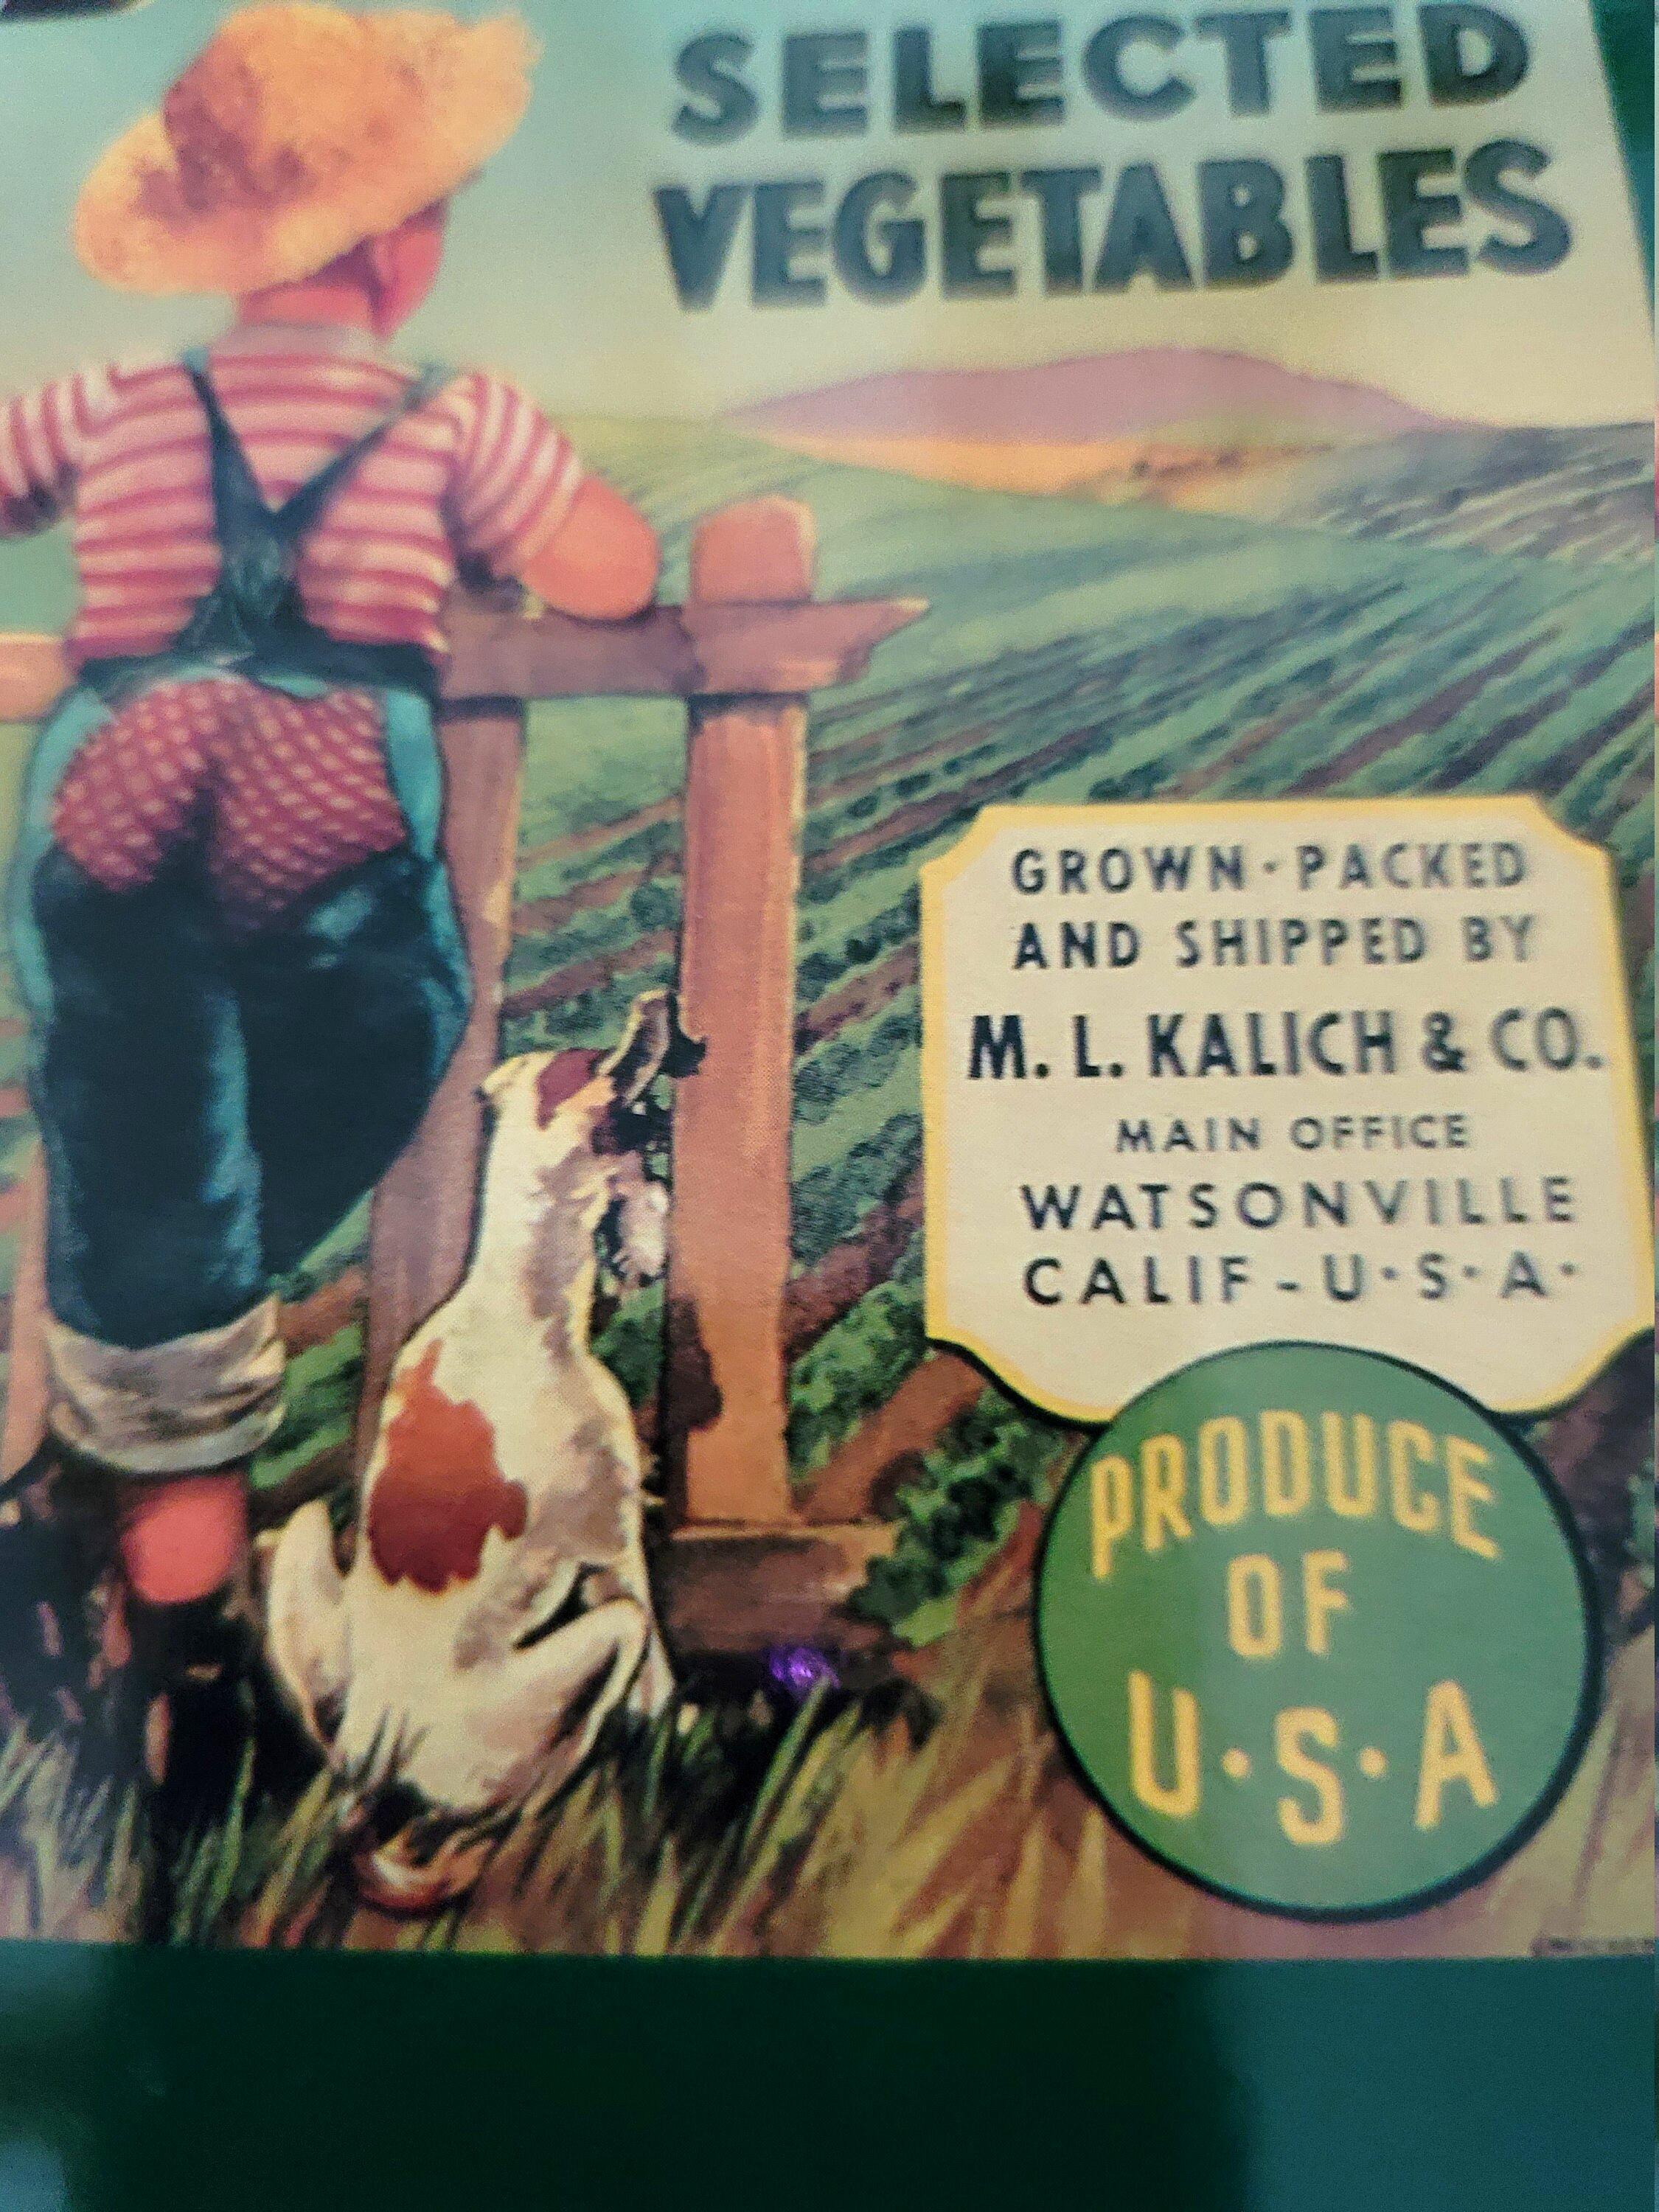 SELECTED
VEGETABLES
GROWN · PACKED
AND SHIPPED BY
M. L. KALICH & CO.
MAIN OFFICE
WATSONVILLE
CALIF - U · S · A ·
PRODUCE
OF
U · S · A